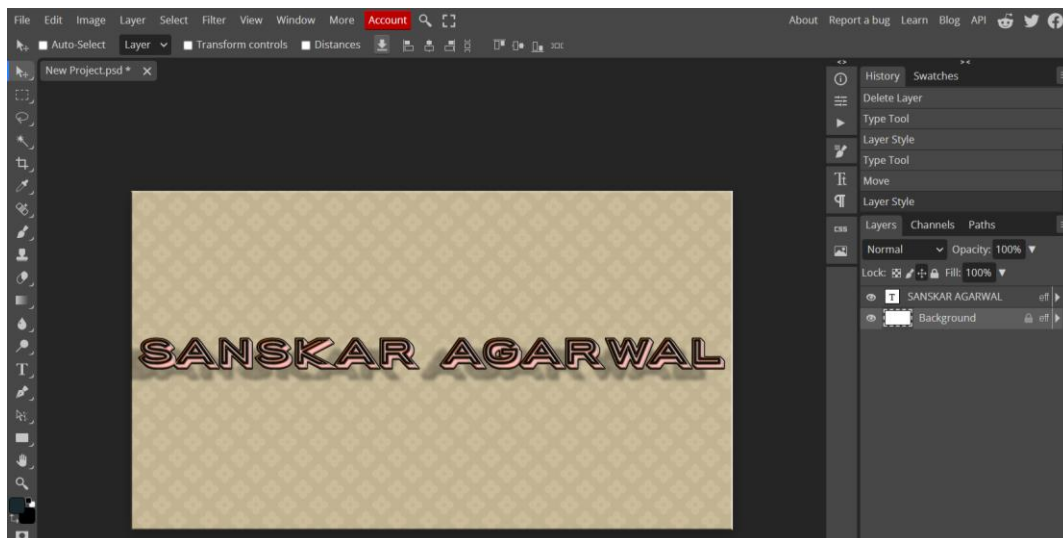 File Edit Image Layer Select Filter View Window More Account About Report a bug Learn Blog API
Auto-Select Layer Transform controls Distances
New Project.psd *
History Swatches
Delete Layer
Type Tool
Layer Style
Type Tool
Move
Layer Style
Layers Channels Paths
Normal Opacity: 100%
Lock: Fill: 100%
T SANSKAR AGARWAL eff
Background eff
CSS
SANSKAR AGARWAL